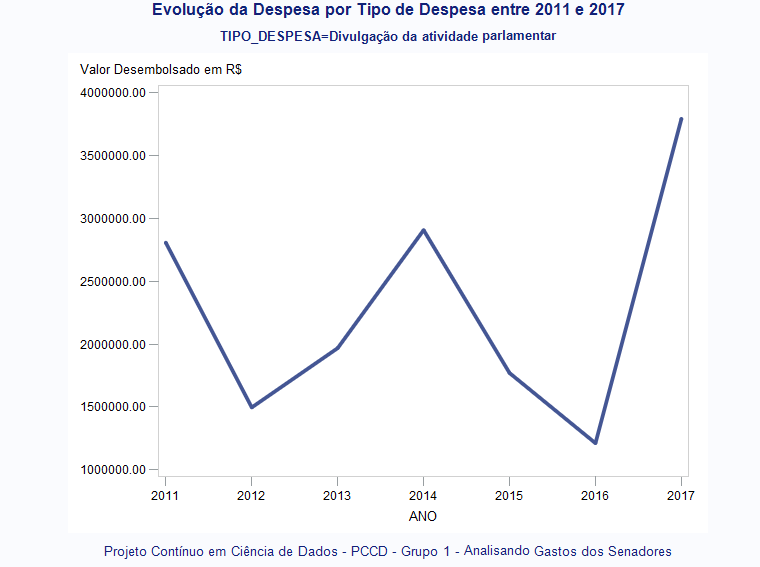 Evolução da Despesa por Tipo de Despesa entre 2011 e 2017
TIPO_DESPESA=Divulgação da atividade parlamentar
Valor Desembolsado em R$
4000000.00
3500000.00
3000000.00
2500000.00
2000000.00
1500000.00
1000000.00
2011 2012 2013 2014 2015 2016 2017
ANO
Projeto Contínuo em Ciência de Dados - PCCD - Grupo 1 - Analisando Gastos dos Senadores